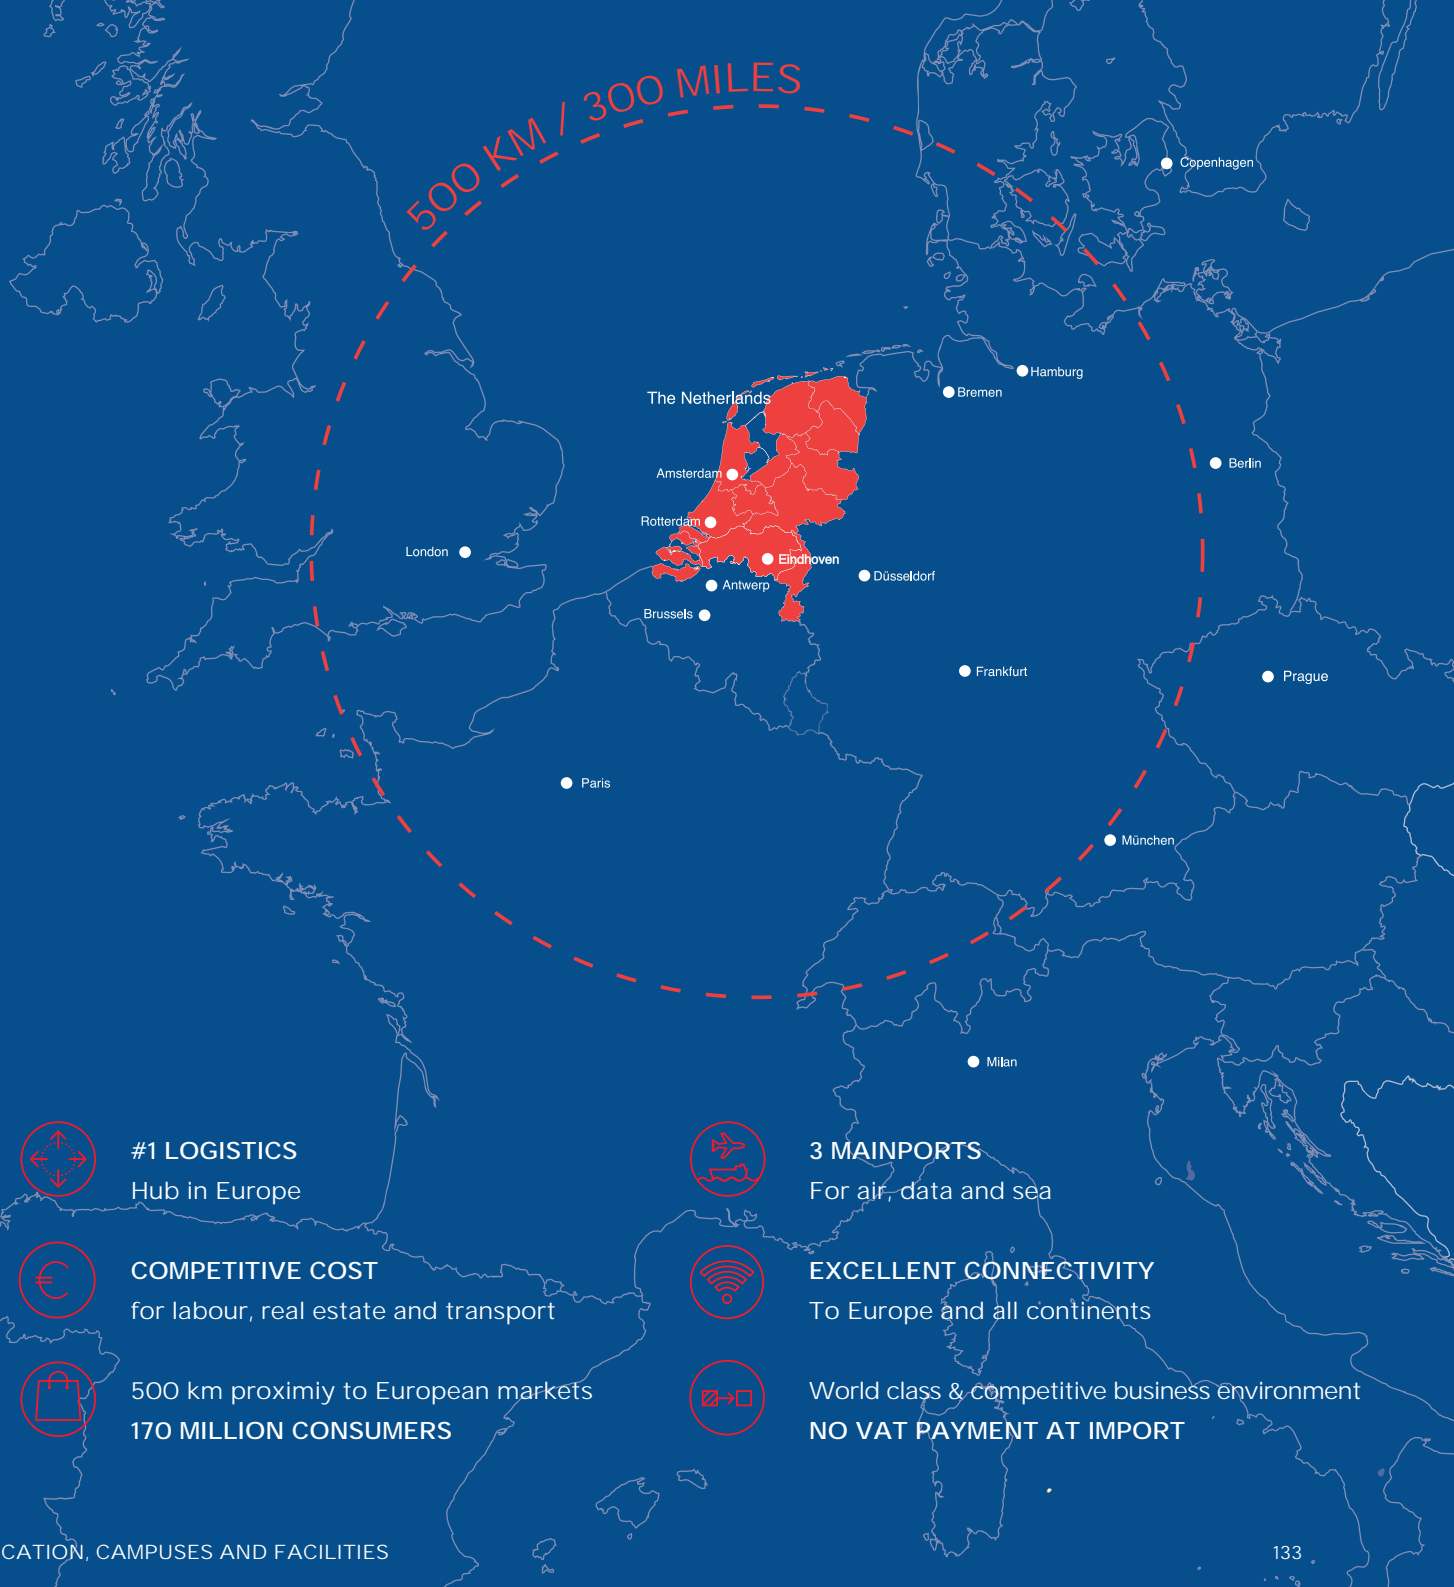 500 KM / 300 MILES
Copenhagen
Hamburg
The Netherlands
Bremen
Berlin
Amsterdam
Rotterdam
London
Eindhoven
Düsseldorf
Antwerp
Brussels
Frankfurt
Prague
Paris
München
Milan
#1 LOGISTICS
Hub in Europe
3 MAINPORTS
For air, data and sea
COMPETITIVE COST
for labour, real estate and transport
EXCELLENT CONNECTIVITY
To Europe and all continents
500 km proximiy to European markets
170 MILLION CONSUMERS
World class & competitive business environment
NO VAT PAYMENT AT IMPORT
CATION, CAMPUSES AND FACILITIES
133